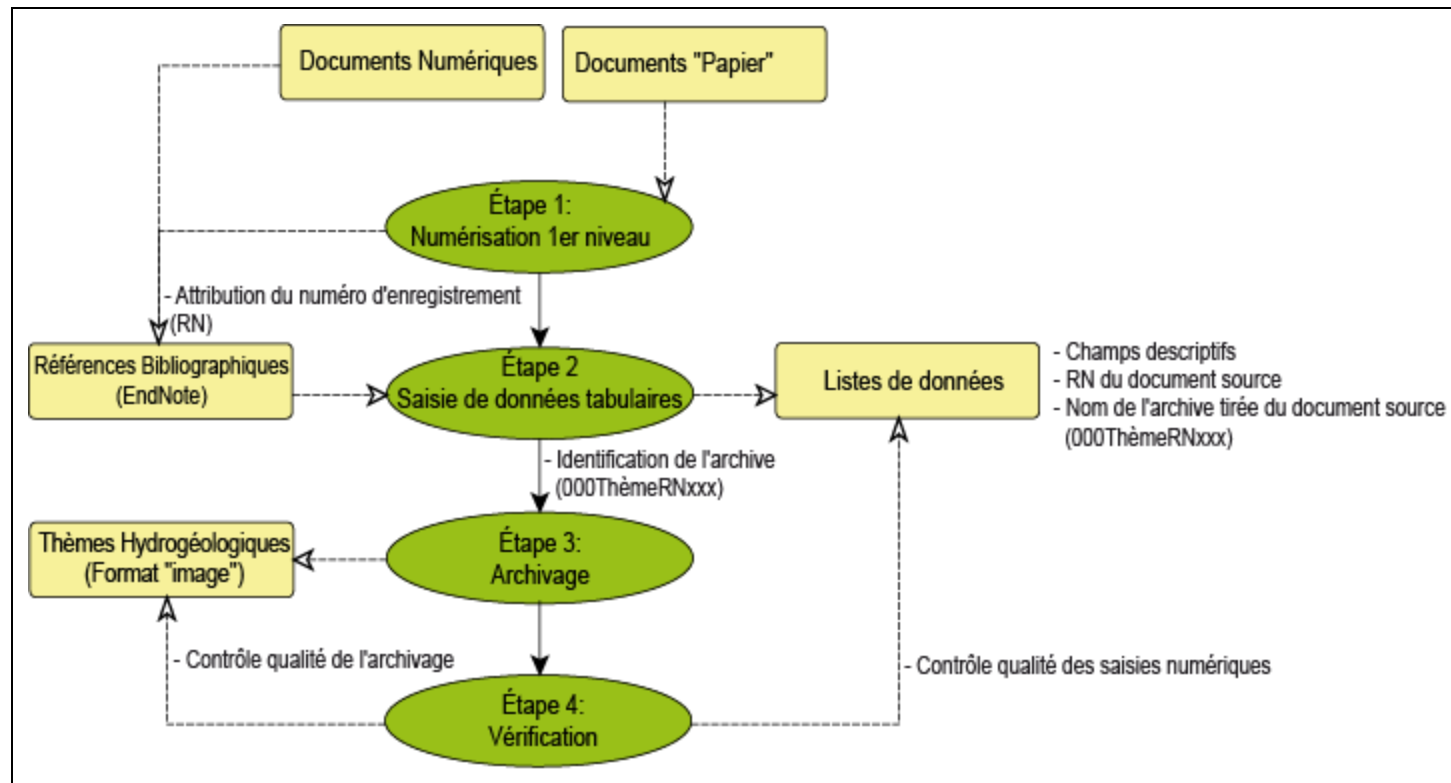 Documents Numériques
Documents "Papier"
Étape 1:
Numérisation 1er niveau
- Attribution du numéro d'enregistrement
(RN)
Références Bibliographiques
(EndNote)
Étape 2
Saisie de données tabulaires
Listes de données
- Champs descriptifs
- RN du document source
- Nom de l'archive tirée du document source
(000ThèmeRNxxx)
- Identification de l'archive
(000ThèmeRNxxx)
Thèmes Hydrogéologiques
(Format "image")
Étape 3:
Archivage
- Contrôle qualité de l'archivage
- Contrôle qualité des saisies numériques
Étape 4:
Vérification